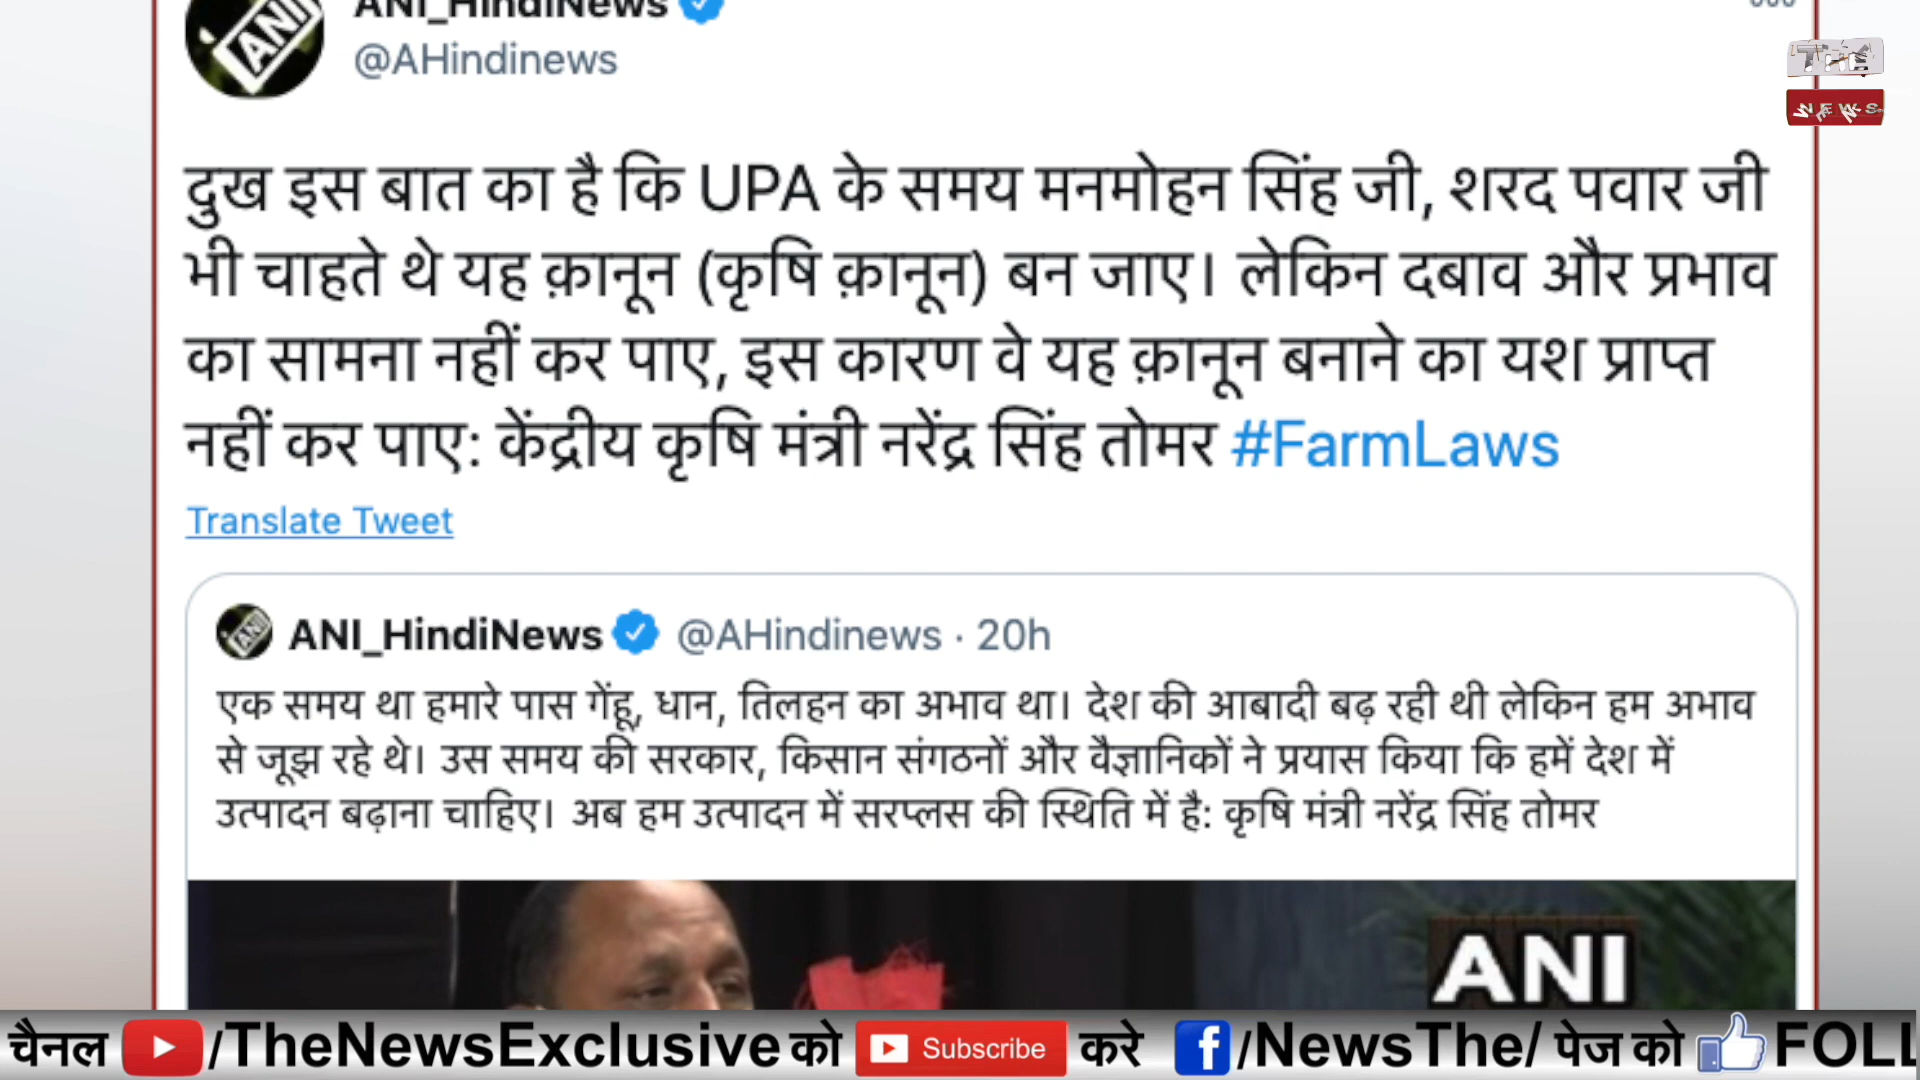 ANI_HindiNews
@AHindinews
THE
NEWS
दुख इस बात का है कि UPA के समय मनमोहन सिंह जी, शरद पवार जी
भी चाहते थे यह क़ानून (कृषि क़ानून) बन जाए। लेकिन दबाव और प्रभाव
का सामना नहीं कर पाए, इस कारण वे यह क़ानून बनाने का यश प्राप्त
नहीं कर पाए: केंद्रीय कृषि मंत्री नरेंद्र सिंह तोमर #FarmLaws
Translate Tweet
ANI_HindiNews @AHindinews · 20h
एक समय था हमारे पास गेंहू, धान, तिलहन का अभाव था। देश की आबादी बढ़ रही थी लेकिन हम अभाव
से जूझ रहे थे। उस समय की सरकार, किसान संगठनों और वैज्ञानिकों ने प्रयास किया कि हमें देश में
उत्पादन बढ़ाना चाहिए। अब हम उत्पादन में सरप्लस की स्थिति में है: कृषि मंत्री नरेंद्र सिंह तोमर
ANI
चैनल /TheNewsExclusive को Subscribe करे /NewsThe/ पेज को FOLL